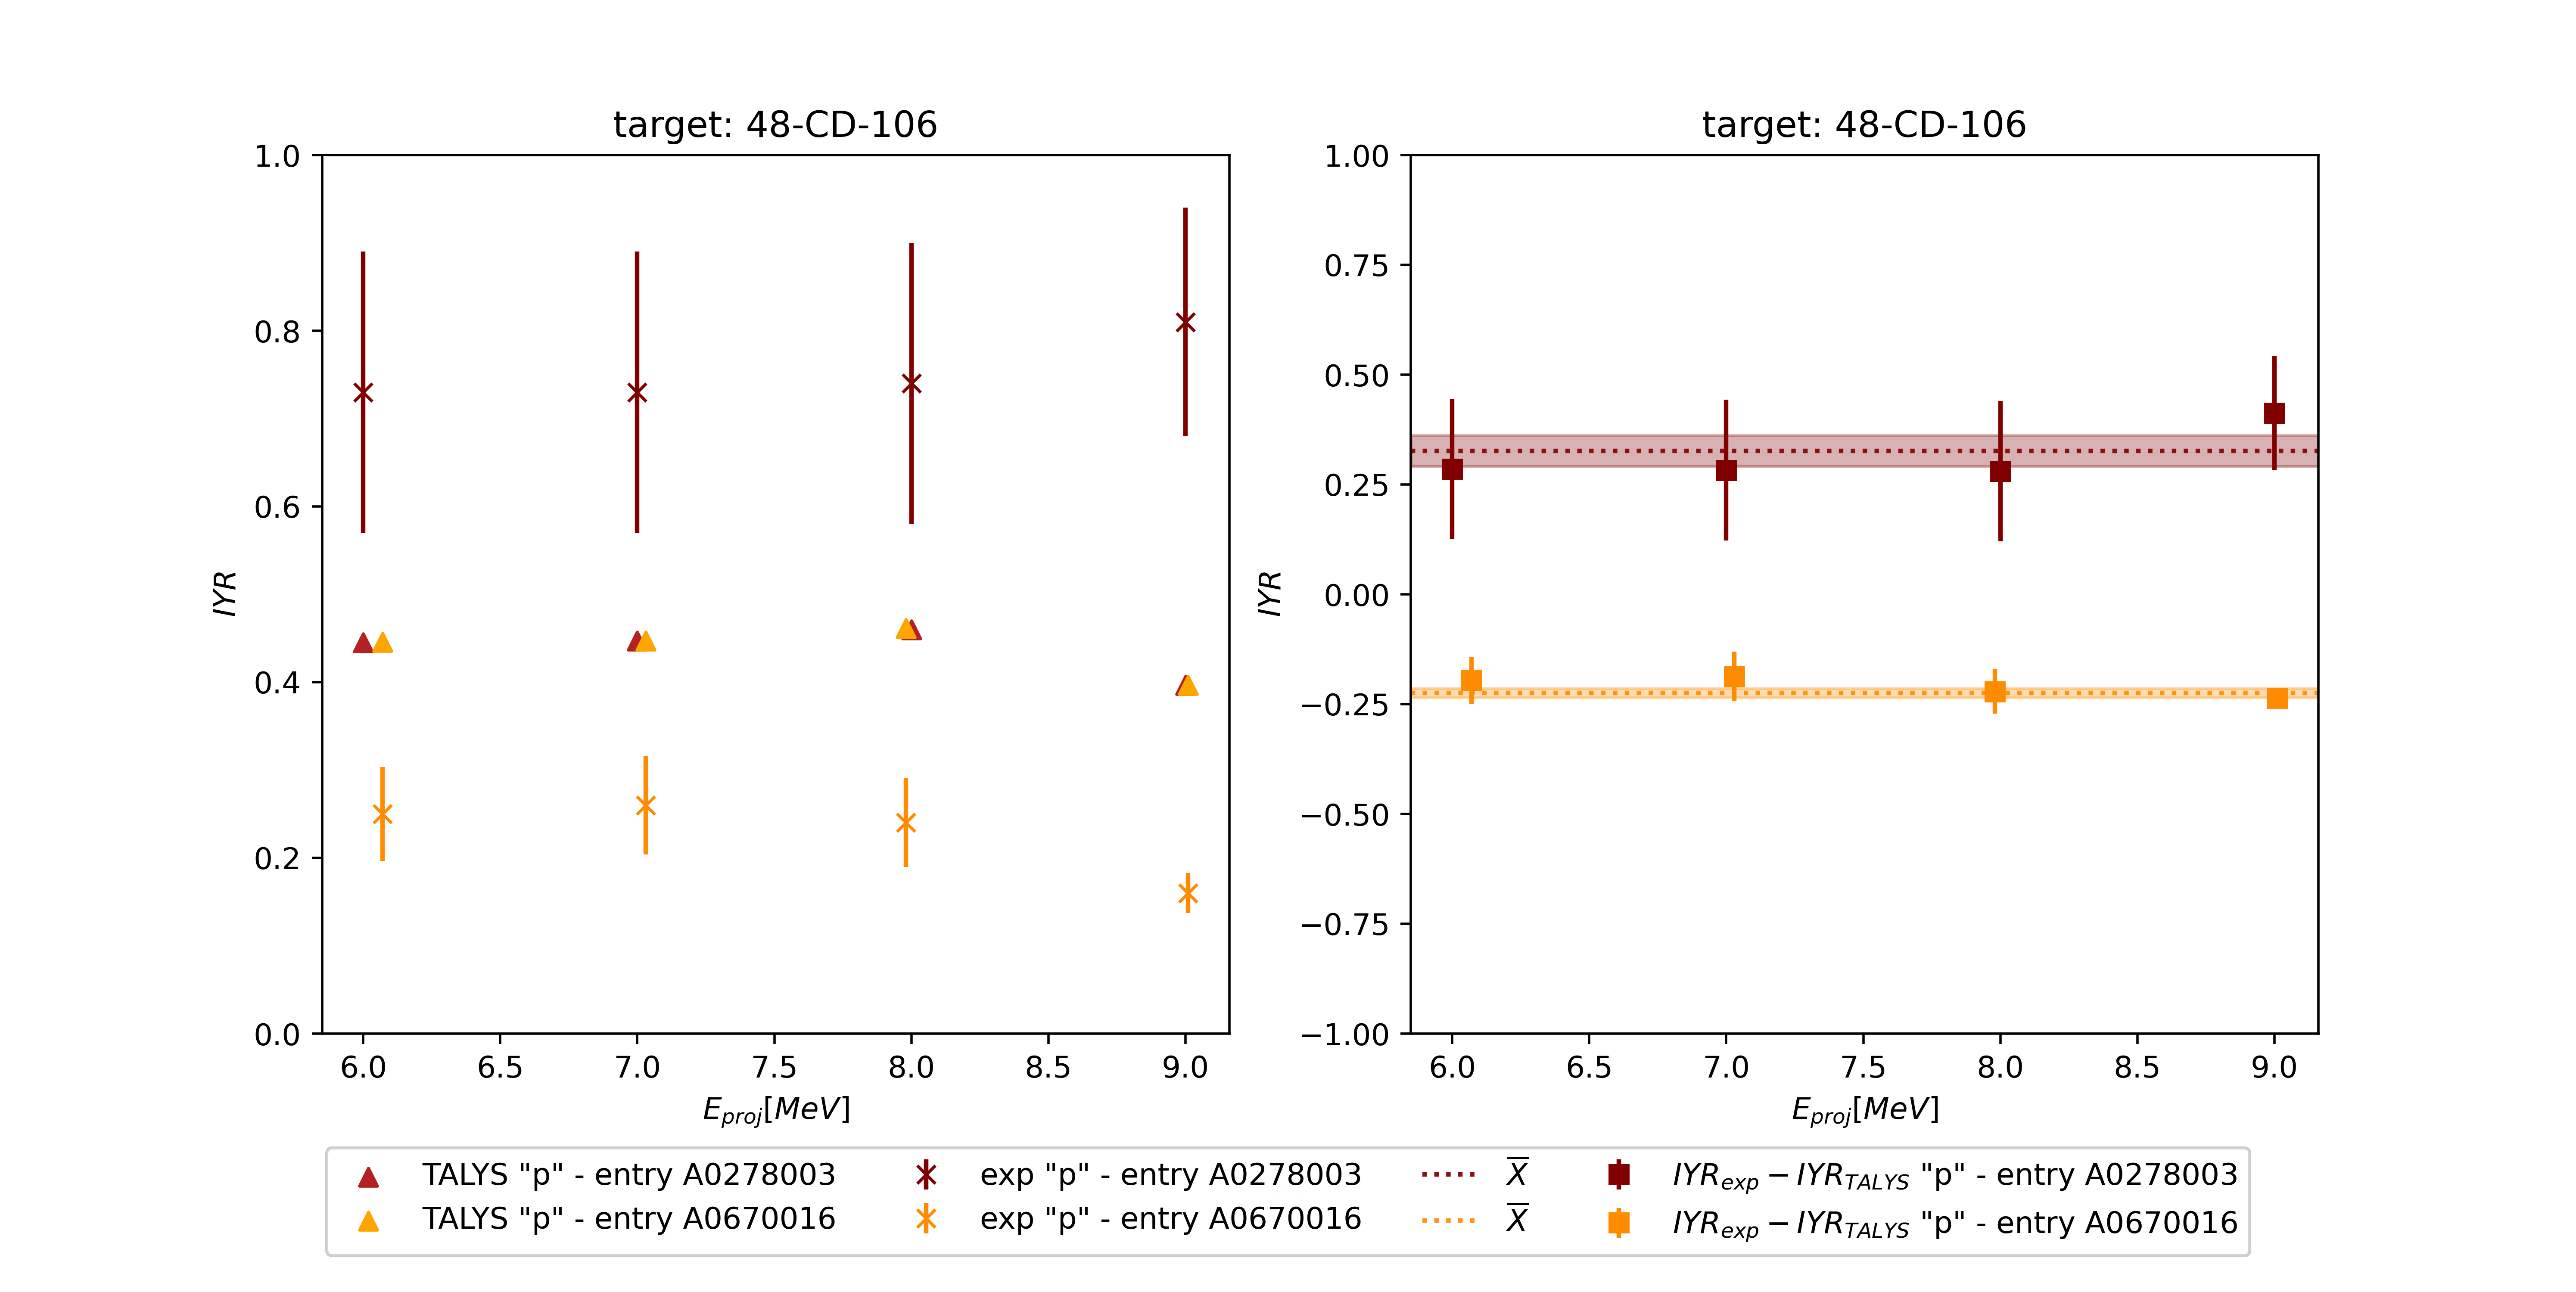 target: 48-CD-106
1.0
0.8
0.6
0.4
0.2
0.0
IYR
6.0 6.5 7.0 7.5 8.0 8.5 9.0
E_proj[MeV]
target: 48-CD-106
1.00
0.75
0.50
0.25
0.00
−0.25
−0.50
−0.75
−1.00
IYR
6.0 6.5 7.0 7.5 8.0 8.5 9.0
E_proj[MeV]
TALYS "p" - entry A0278003
TALYS "p" - entry A0670016
exp "p" - entry A0278003
exp "p" - entry A0670016
X̅
X̅
IYR_exp − IYR_TALYS "p" - entry A0278003
IYR_exp − IYR_TALYS "p" - entry A0670016